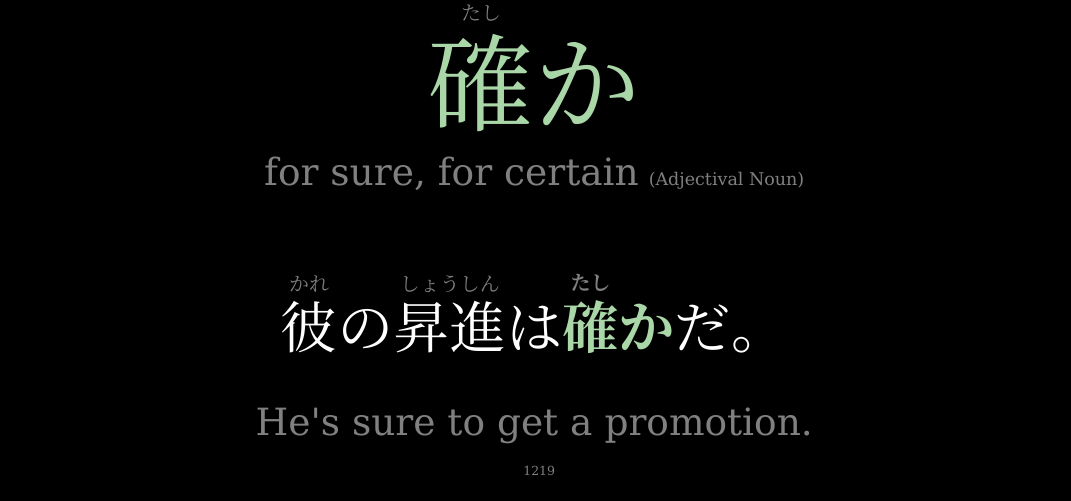 たし
確か
for sure, for certain (Adjectival Noun)
かれ しょうしん たし
彼の昇進は確かだ。
He's sure to get a promotion.
1219